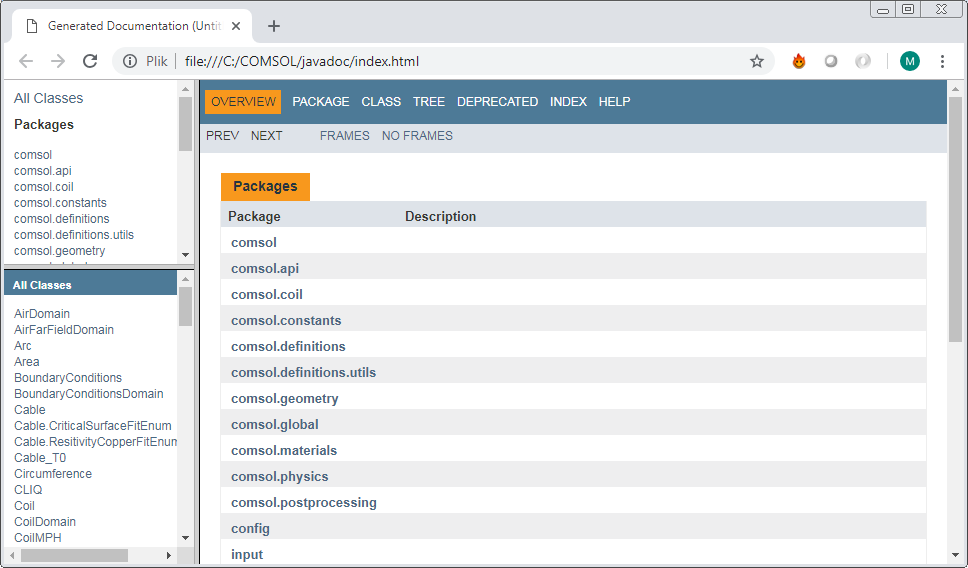 Generated Documentation (Untit
Plik file:///C:/COMSOL/javadoc/index.html M
All Classes
Packages
comsol
comsol.api
comsol.coil
comsol.constants
comsol.definitions
comsol.definitions.utils
comsol.geometry
All Classes
AirDomain
AirFarFieldDomain
Arc
Area
BoundaryConditions
BoundaryConditionsDomain
Cable
Cable.CriticalSurfaceFitEnum
Cable.ResitivityCopperFitEnum
Cable_T0
Circumference
CLIQ
Coil
CoilDomain
CoilMPH
OVERVIEW PACKAGE CLASS TREE DEPRECATED INDEX HELP
PREV NEXT FRAMES NO FRAMES
Packages
Package Description
comsol
comsol.api
comsol.coil
comsol.constants
comsol.definitions
comsol.definitions.utils
comsol.geometry
comsol.global
comsol.materials
comsol.physics
comsol.postprocessing
config
input